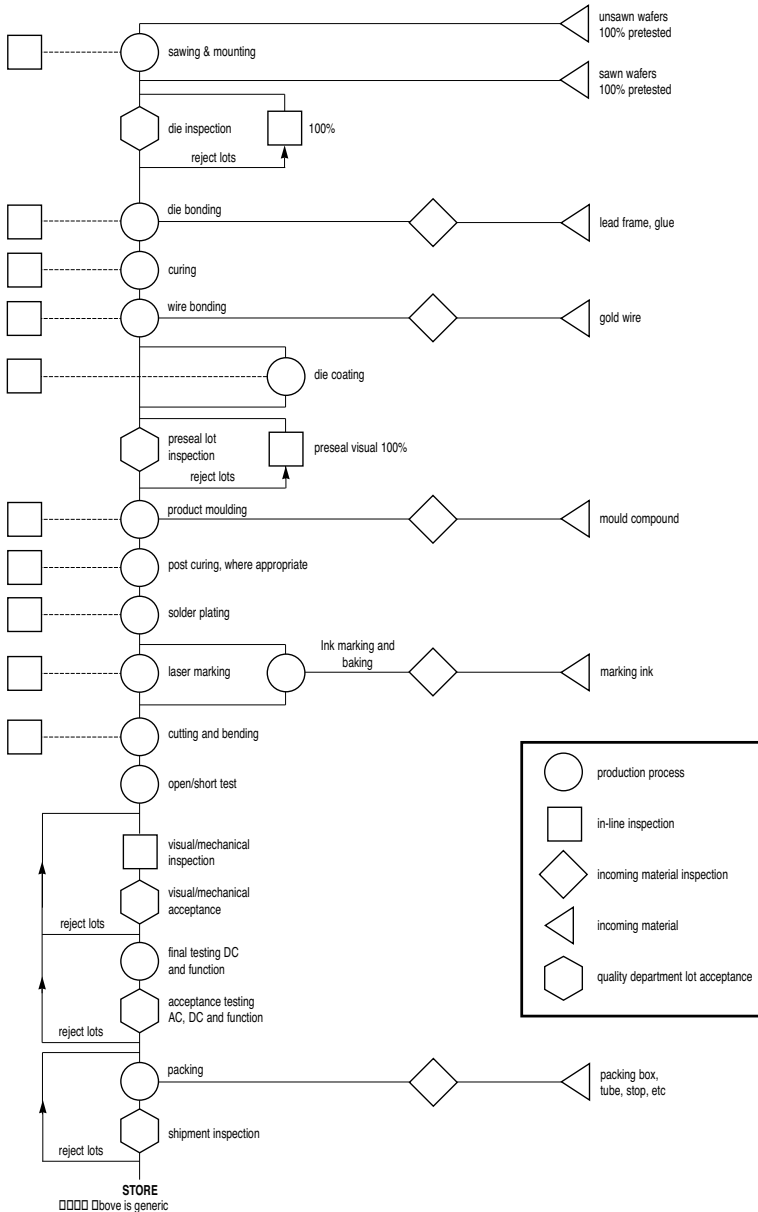 unsawn wafers
100% pretested
sawing & mounting
sawn wafers
100% pretested
die inspection
100%
reject lots
die bonding
lead frame, glue
curing
wire bonding
gold wire
die coating
preseal lot
inspection
preseal visual 100%
reject lots
product moulding
mould compound
post curing, where appropriate
solder plating
Ink marking and
baking
laser marking
marking ink
cutting and bending
open/short test
visual/mechanical
inspection
visual/mechanical
acceptance
reject lots
final testing DC
and function
acceptance testing
AC, DC and function
reject lots
packing
packing box,
tube, stop, etc
shipment inspection
reject lots
STORE
bove is generic
production process
in-line inspection
incoming material inspection
incoming material
quality department lot acceptance